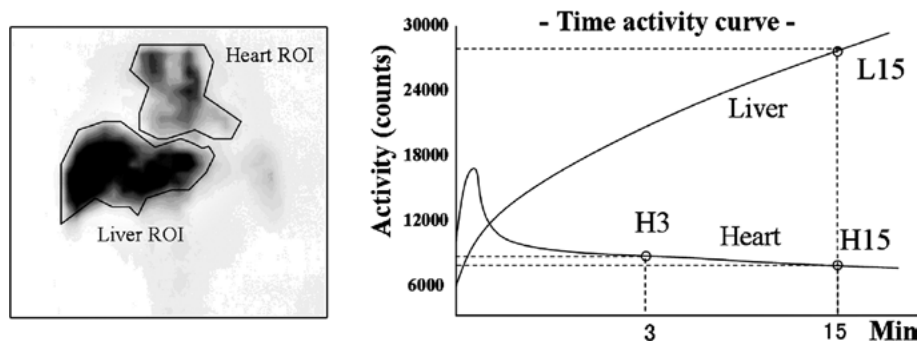 Heart ROI
Liver ROI
- Time activity curve -
Activity (counts)
30000
24000
18000
12000
6000
L15
Liver
H3
Heart
H15
3
15
Min